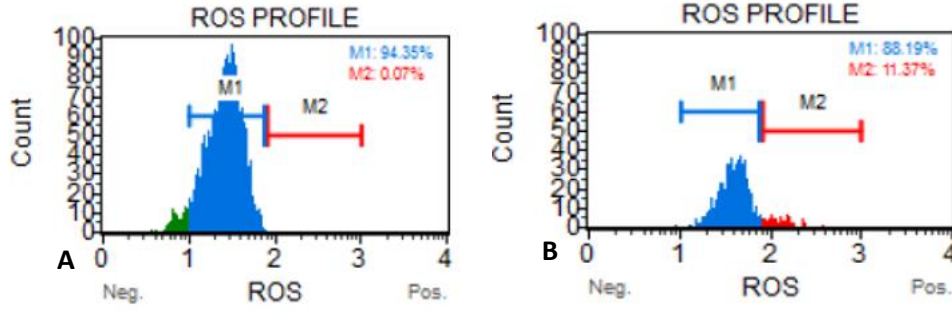 ROS PROFILE
M1: 94.35%
M2: 0.07%
M1
M2
Count
100
90
80
70
60
50
40
30
20
10
0
0 1 2 3 4
A
Neg. ROS Pos.
ROS PROFILE
M1: 88.19%
M2: 11.37%
M1
M2
Count
100
90
80
70
60
50
40
30
20
10
0
0 1 2 3 4
B
Neg. ROS Pos.